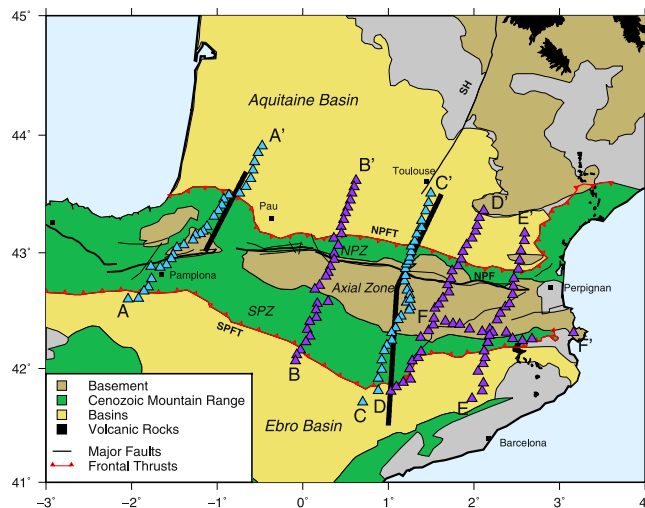 45°
44°
43°
42°
41°
−3
−2
−1
0
1
2
3
4
Aquitaine Basin
SH
A'
B'
Toulouse
C'
D'
E'
Pau
NPFT
NPZ
NPF
Pamplona
Axial Zone
Perpignan
A
SPZ
SPFT
F
F'
B
C
D
E
Ebro Basin
Barcelona
Basement
Cenozoic Mountain Range
Basins
Volcanic Rocks
Major Faults
Frontal Thrusts